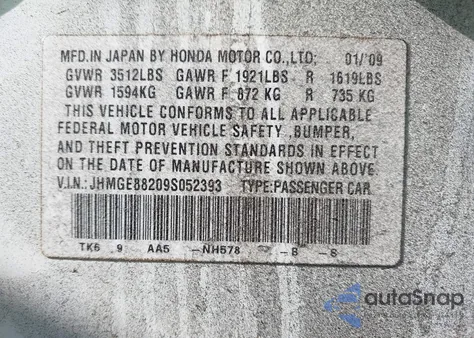 MFD.IN JAPAN BY HONDA MOTOR CO.,LTD; 01/'09
GVWR 3512LBS GAWR F 1921LBS R 1619LBS
GVWR 1594KG GAWR F 872 KG R 735 KG
THIS VEHICLE CONFORMS TO ALL APPLICABLE
FEDERAL MOTOR VEHICLE SAFETY ,BUMPER,
AND THEFT PREVENTION STANDARDS IN EFFECT
ON THE DATE OF MANUFACTURE SHOWN ABOVE
V.I.N.: JHMGE88209S052393 TYPE:PASSENGER CAR
TK6 9 AA5 -NH578 -B -S
autoSnap